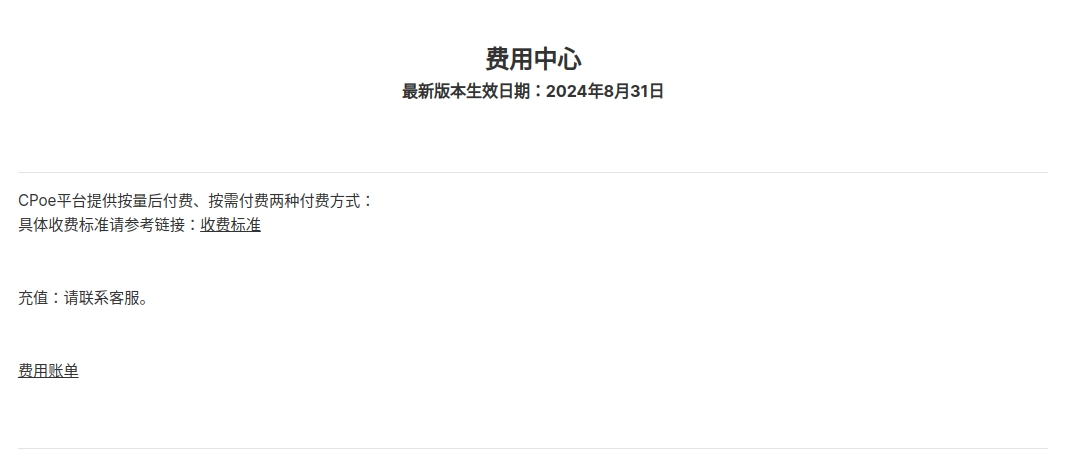 费用中心
最新版本生效日期：2024年8月31日
CPoe平台提供按量后付费、按需付费两种付费方式：
具体收费标准请参考链接：收费标准
充值：请联系客服。
费用账单